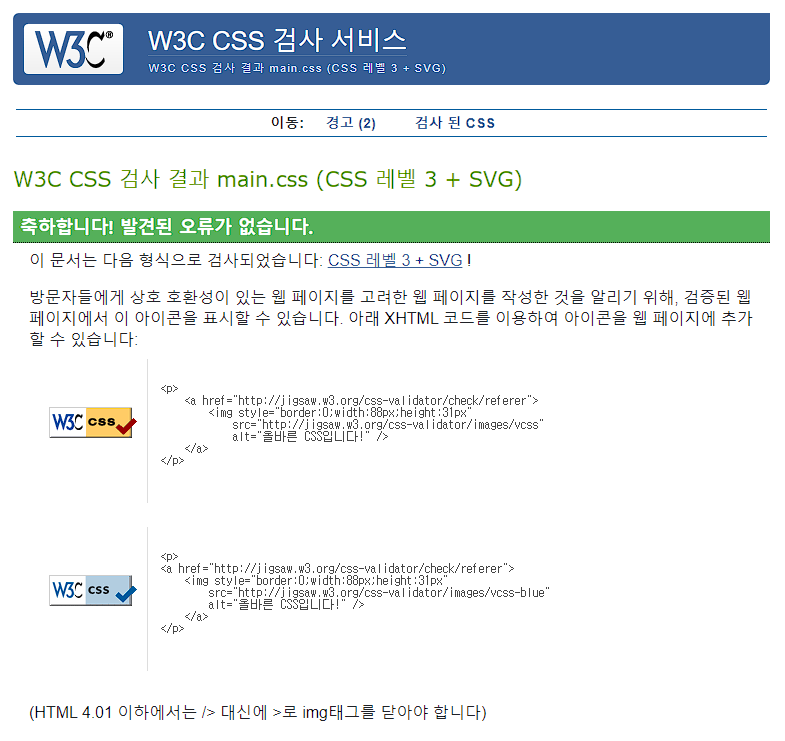 W3C®
W3C CSS 검사 서비스
W3C CSS 검사 결과 main.css (CSS 레벨 3 + SVG)
이동: 경고 (2) 검사 된 CSS
W3C CSS 검사 결과 main.css (CSS 레벨 3 + SVG)
축하합니다! 발견된 오류가 없습니다.
이 문서는 다음 형식으로 검사되었습니다: CSS 레벨 3 + SVG !
방문자들에게 상호 호환성이 있는 웹 페이지를 고려한 웹 페이지를 작성한 것을 알리기 위해, 검증된 웹
페이지에서 이 아이콘을 표시할 수 있습니다. 아래 XHTML 코드를 이용하여 아이콘을 웹 페이지에 추가
할 수 있습니다:
W3C css
<p>
<a href="http://jigsaw.w3.org/css-validator/check/referer">
<img style="border:0;width:88px;height:31px"
src="http://jigsaw.w3.org/css-validator/images/vcss"
alt="올바른 CSS입니다!" />
</a>
</p>
W3C css
<p>
<a href="http://jigsaw.w3.org/css-validator/check/referer">
<img style="border:0;width:88px;height:31px"
src="http://jigsaw.w3.org/css-validator/images/vcss-blue"
alt="올바른 CSS입니다!" />
</a>
</p>
(HTML 4.01 이하에서는 /> 대신에 >로 img태그를 닫아야 합니다)